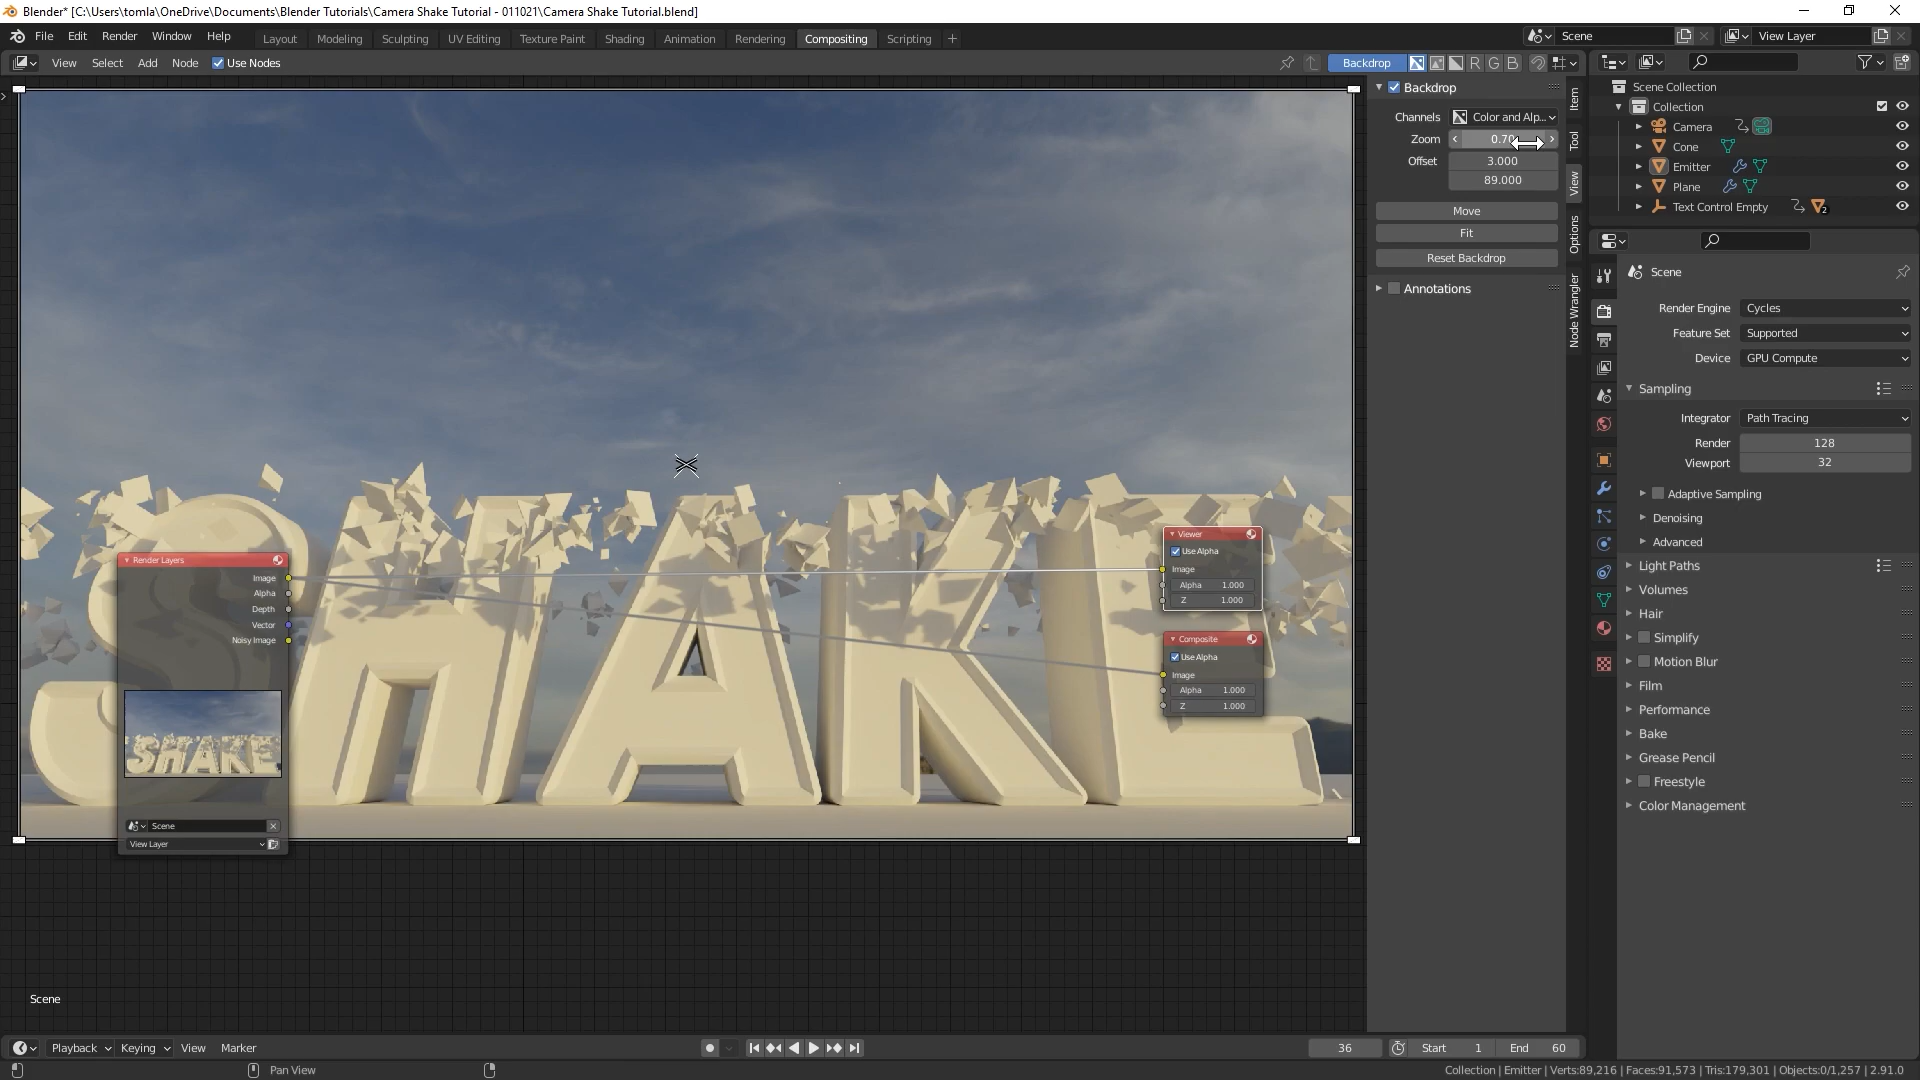 Blender* [C:\Users\tomla\OneDrive\Documents\Blender Tutorials\Camera Shake Tutorial - 011021\Camera Shake Tutorial.blend]
File Edit Render Window Help Layout Modeling Sculpting UV Editing Texture Paint Shading Animation Rendering Compositing Scripting + Scene View Layer
View Select Add Node Use Nodes Backdrop R G B
Backdrop
Channels Color and Alp...
Zoom
Offset 3.000
89.000
Move
Fit
Reset Backdrop
Annotations
Item
Tool
View
Options
Node Wrangler
Scene Collection
Collection
Camera
Cone
Emitter
Plane
Text Control Empty 2
Scene
Render Engine Cycles
Feature Set Supported
Device GPU Compute
Sampling
Integrator Path Tracing
Render 128
Viewport 32
Adaptive Sampling
Denoising
Advanced
Light Paths
Volumes
Hair
Simplify
Motion Blur
Film
Performance
Bake
Grease Pencil
Freestyle
Color Management
SHAKE
Render Layers
Image
Alpha
Depth
Vector
Noisy Image
SHAKE
Scene
View Layer
Viewer
Use Alpha
Image
Alpha 1.000
Z 1.000
Composite
Use Alpha
Image
Alpha 1.000
Z 1.000
Scene
Playback Keying View Marker 36 Start 1 End 60
Pan View
Collection | Emitter | Verts:89,216 | Faces:91,573 | Tris:179,301 | Objects:0/1,257 | 2.91.0